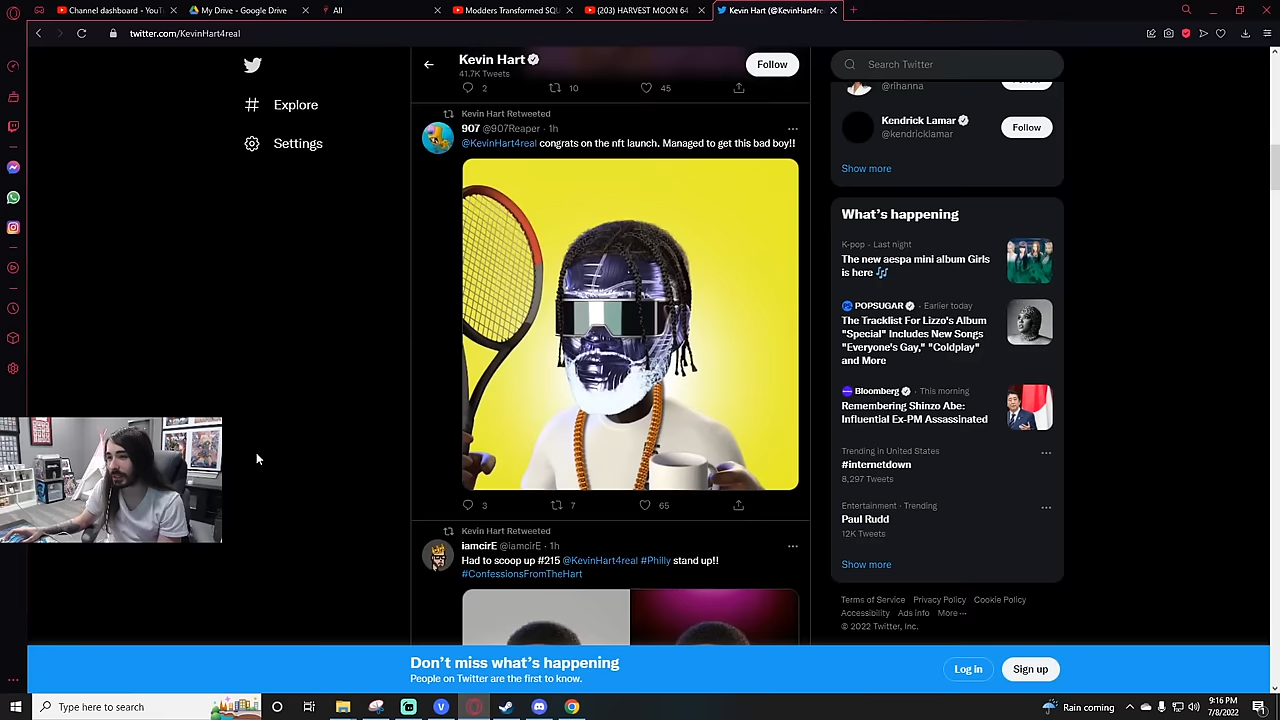 Channel dashboard - YouT
My Drive - Google Drive
All
Modders Transformed SQU
(203) HARVEST MOON 64
Kevin Hart (@KevinHart4re
twitter.com/KevinHart4real
Explore
Settings
Kevin Hart
41.7K Tweets
Follow
2
10
45
Kevin Hart Retweeted
907 @907Reaper · 1h
@KevinHart4real congrats on the nft launch. Managed to get this bad boy!!
3
7
65
Kevin Hart Retweeted
iamcirE @iamcirE · 1h
Had to scoop up #215 @KevinHart4real #Philly stand up!!
#ConfessionsFromTheHart
Search Twitter
@rihanna
Kendrick Lamar
@kendricklamar
Follow
Show more
What's happening
K-pop · Last night
The new aespa mini album Girls
is here
POPSUGAR · Earlier today
The Tracklist For Lizzo's Album
"Special" Includes New Songs
"Everyone's Gay," "Coldplay"
and More
Bloomberg · This morning
Remembering Shinzo Abe:
Influential Ex-PM Assassinated
Trending in United States
#internetdown
8,297 Tweets
Entertainment · Trending
Paul Rudd
12K Tweets
Show more
Terms of Service Privacy Policy Cookie Policy
Accessibility Ads info More ···
© 2022 Twitter, Inc.
Don't miss what's happening
People on Twitter are the first to know.
Log in
Sign up
Type here to search
Rain coming
9:16 PM
7/8/2022